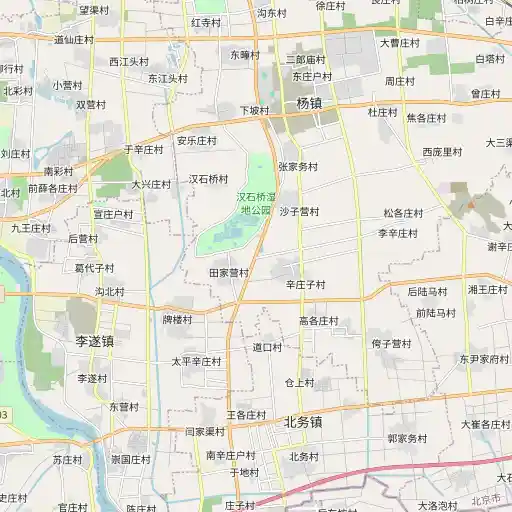 望渠村
沟东村
徐庄村
良庄村
柏树庄村
道仙庄村
红寺村
大曹庄村
白辛庄村
西江头村
东疃村
二郎庙村
白塔村
柳行村
东江头村
东庄户村
小营村
周庄村
北彩村
双营村
下坡村
杨镇
曾庄村
杜庄村
焦各庄村
刘庄村
于辛庄村
安乐庄村
大三渠
西庞里村
南彩村
张家务村
北村
前薛各庄村
大兴庄村
汉石桥村
汉石桥湿
地公园
宣庄户村
沙子营村
松各庄村
九王庄村
后营村
李辛庄村
谢辛庄
葛代子村
田家营村
辛庄子村
沟北村
后陆马村
湘王庄村
牌楼村
高各庄村
前陆马村
李遂镇
道口村
侉子营村
太平辛庄村
东尹家府村
李遂村
仓上村
03
东营村
王各庄村
北务镇
大崔各庄村
闫家渠村
郭家务村
苏庄村
崇国庄村
南辛庄户村
北务村
于地村
大石
史庄村
官庄村
陈庄村
庄子村
大洛泡村
北京市